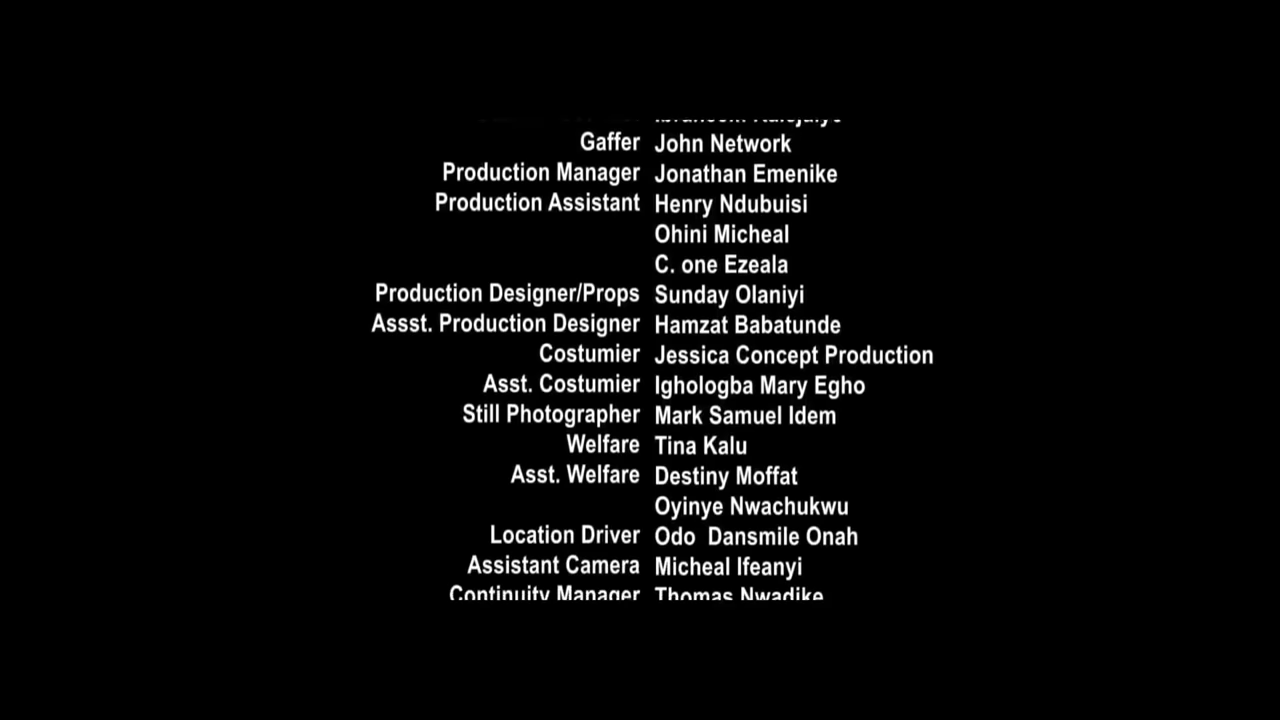 Gaffer John Network
Production Manager Jonathan Emenike
Production Assistant Henry Ndubuisi
Ohini Micheal
C. one Ezeala
Production Designer/Props Sunday Olaniyi
Assst. Production Designer Hamzat Babatunde
Costumier Jessica Concept Production
Asst. Costumier Ighologba Mary Egho
Still Photographer Mark Samuel Idem
Welfare Tina Kalu
Asst. Welfare Destiny Moffat
Oyinye Nwachukwu
Location Driver Odo  Dansmile Onah
Assistant Camera Micheal Ifeanyi
Continuity Manager Thomas Nwadike